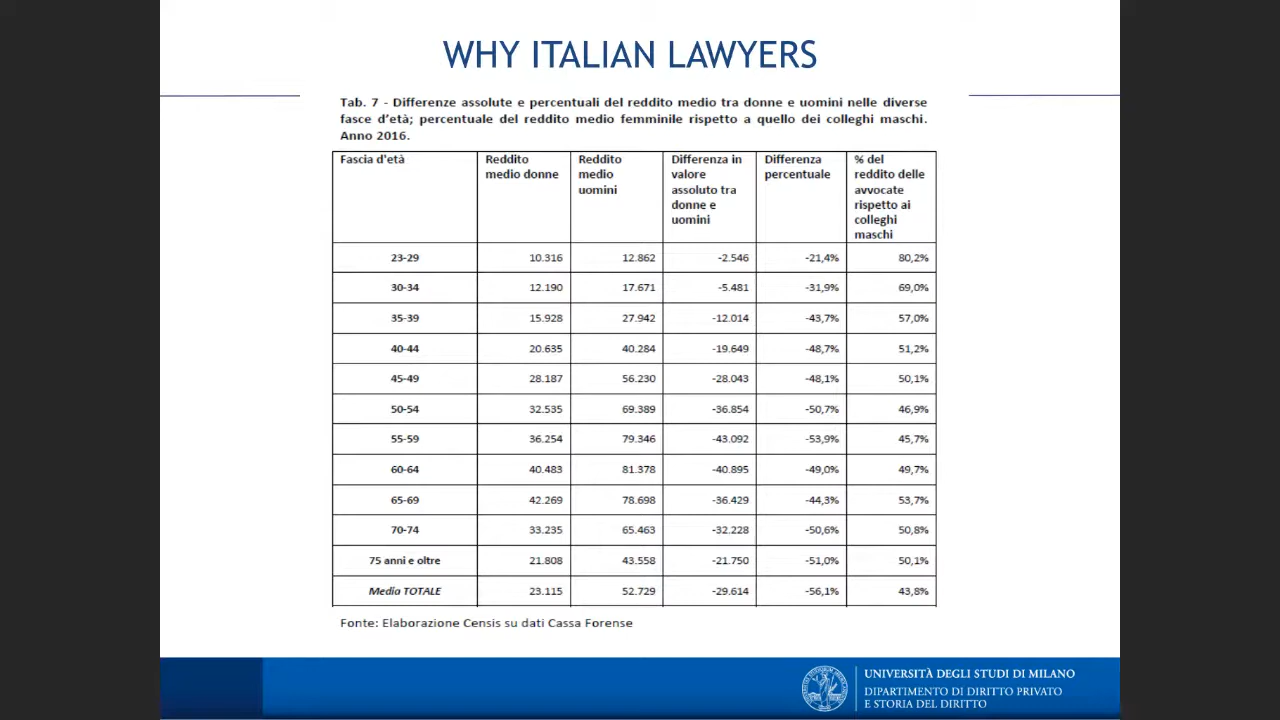 WHY ITALIAN LAWYERS
Tab. 7 - Differenze assolute e percentuali del reddito medio tra donne e uomini nelle diverse
fasce d'età; percentuale del reddito medio femminile rispetto a quello dei colleghi maschi.
Anno 2016.
Fascia d'età Reddito medio donne Reddito medio uomini Differenza in valore assoluto tra donne e uomini Differenza percentuale % del reddito delle avvocate rispetto ai colleghi maschi
23-29 10.316 12.862 -2.546 -21,4% 80,2%
30-34 12.190 17.671 -5.481 -31,9% 69,0%
35-39 15.928 27.942 -12.014 -43,7% 57,0%
40-44 20.635 40.284 -19.649 -48,7% 51,2%
45-49 28.187 56.230 -28.043 -48,1% 50,1%
50-54 32.535 69.389 -36.854 -50,7% 46,9%
55-59 36.254 79.346 -43.092 -53,9% 45,7%
60-64 40.483 81.378 -40.895 -49,0% 49,7%
65-69 42.269 78.698 -36.429 -44,3% 53,7%
70-74 33.235 65.463 -32.228 -50,6% 50,8%
75 anni e oltre 21.808 43.558 -21.750 -51,0% 50,1%
Media TOTALE 23.115 52.729 -29.614 -56,1% 43,8%
Fonte: Elaborazione Censis su dati Cassa Forense
UNIVERSITÀ DEGLI STUDI DI MILANO
DIPARTIMENTO DI DIRITTO PRIVATO
E STORIA DEL DIRITTO